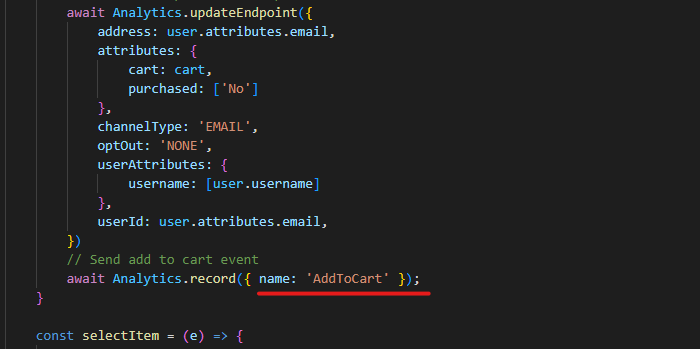 await Analytics.updateEndpoint({
address: user.attributes.email,
attributes: {
cart: cart,
purchased: ['No']
},
channelType: 'EMAIL',
optOut: 'NONE',
userAttributes: {
username: [user.username]
},
userId: user.attributes.email,
})
// Send add to cart event
await Analytics.record({ name: 'AddToCart' });
}
const selectItem = (e) => {